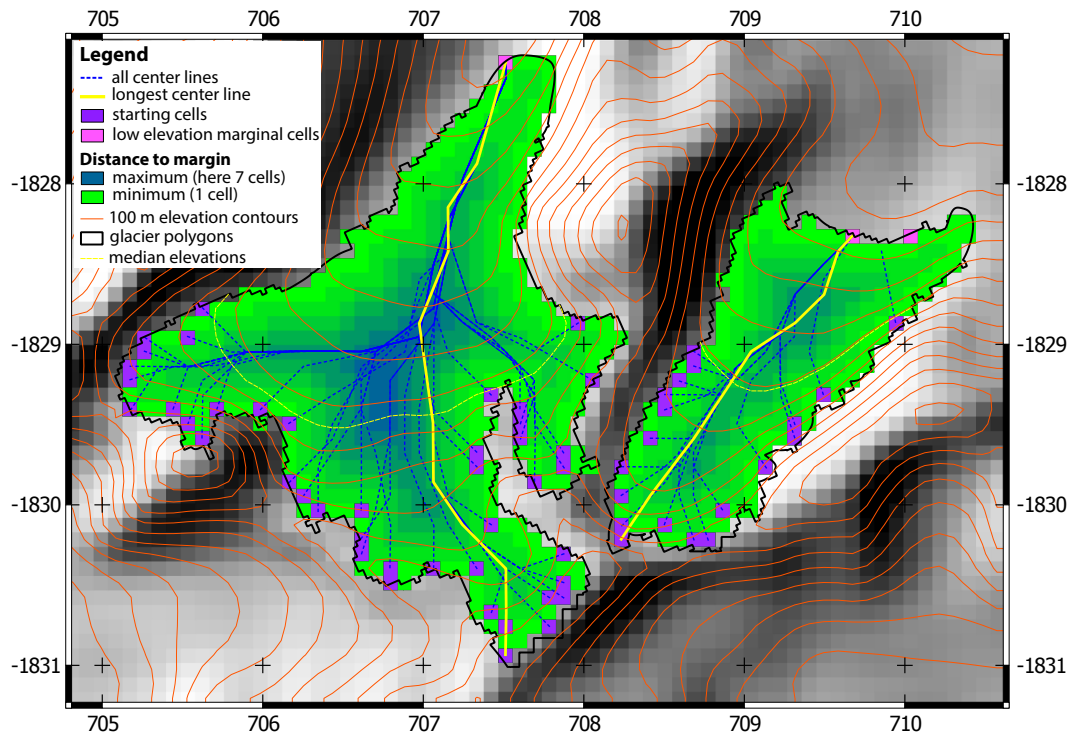 705 706 707 708 709 710
Legend
all center lines
longest center line
starting cells
low elevation marginal cells
Distance to margin
maximum (here 7 cells)
minimum (1 cell)
100 m elevation contours
glacier polygons
median elevations
-1828 -1828
-1829 -1829
-1830 -1830
-1831 -1831
705 706 707 708 709 710